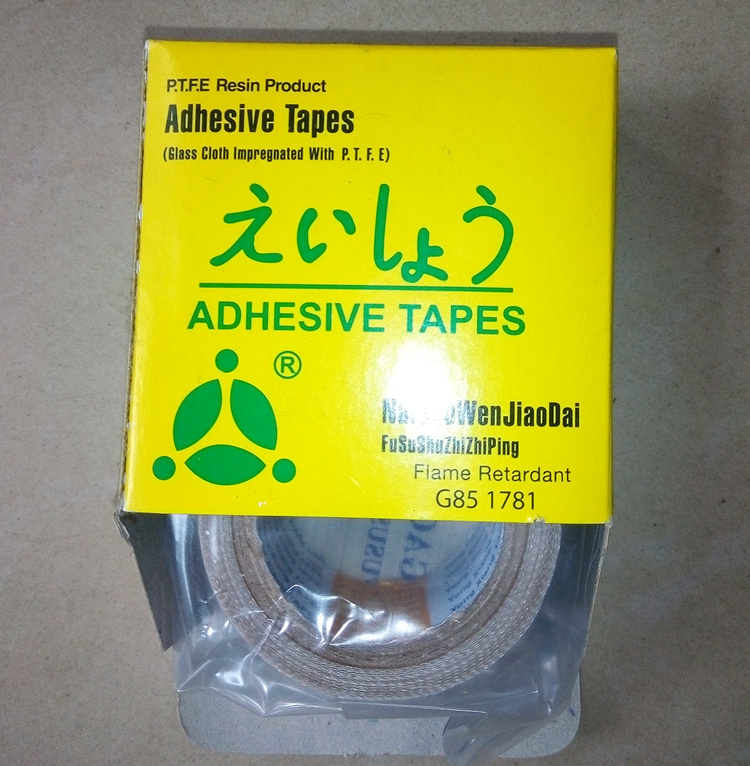 P.T.F.E Resin Product
Adhesive Tapes
(Glass Cloth Impregnated With P. T. F. E)
えいしょう
ADHESIVE TAPES
®
FuSuShuZhiZhiPing
Flame Retardant
G85 1781